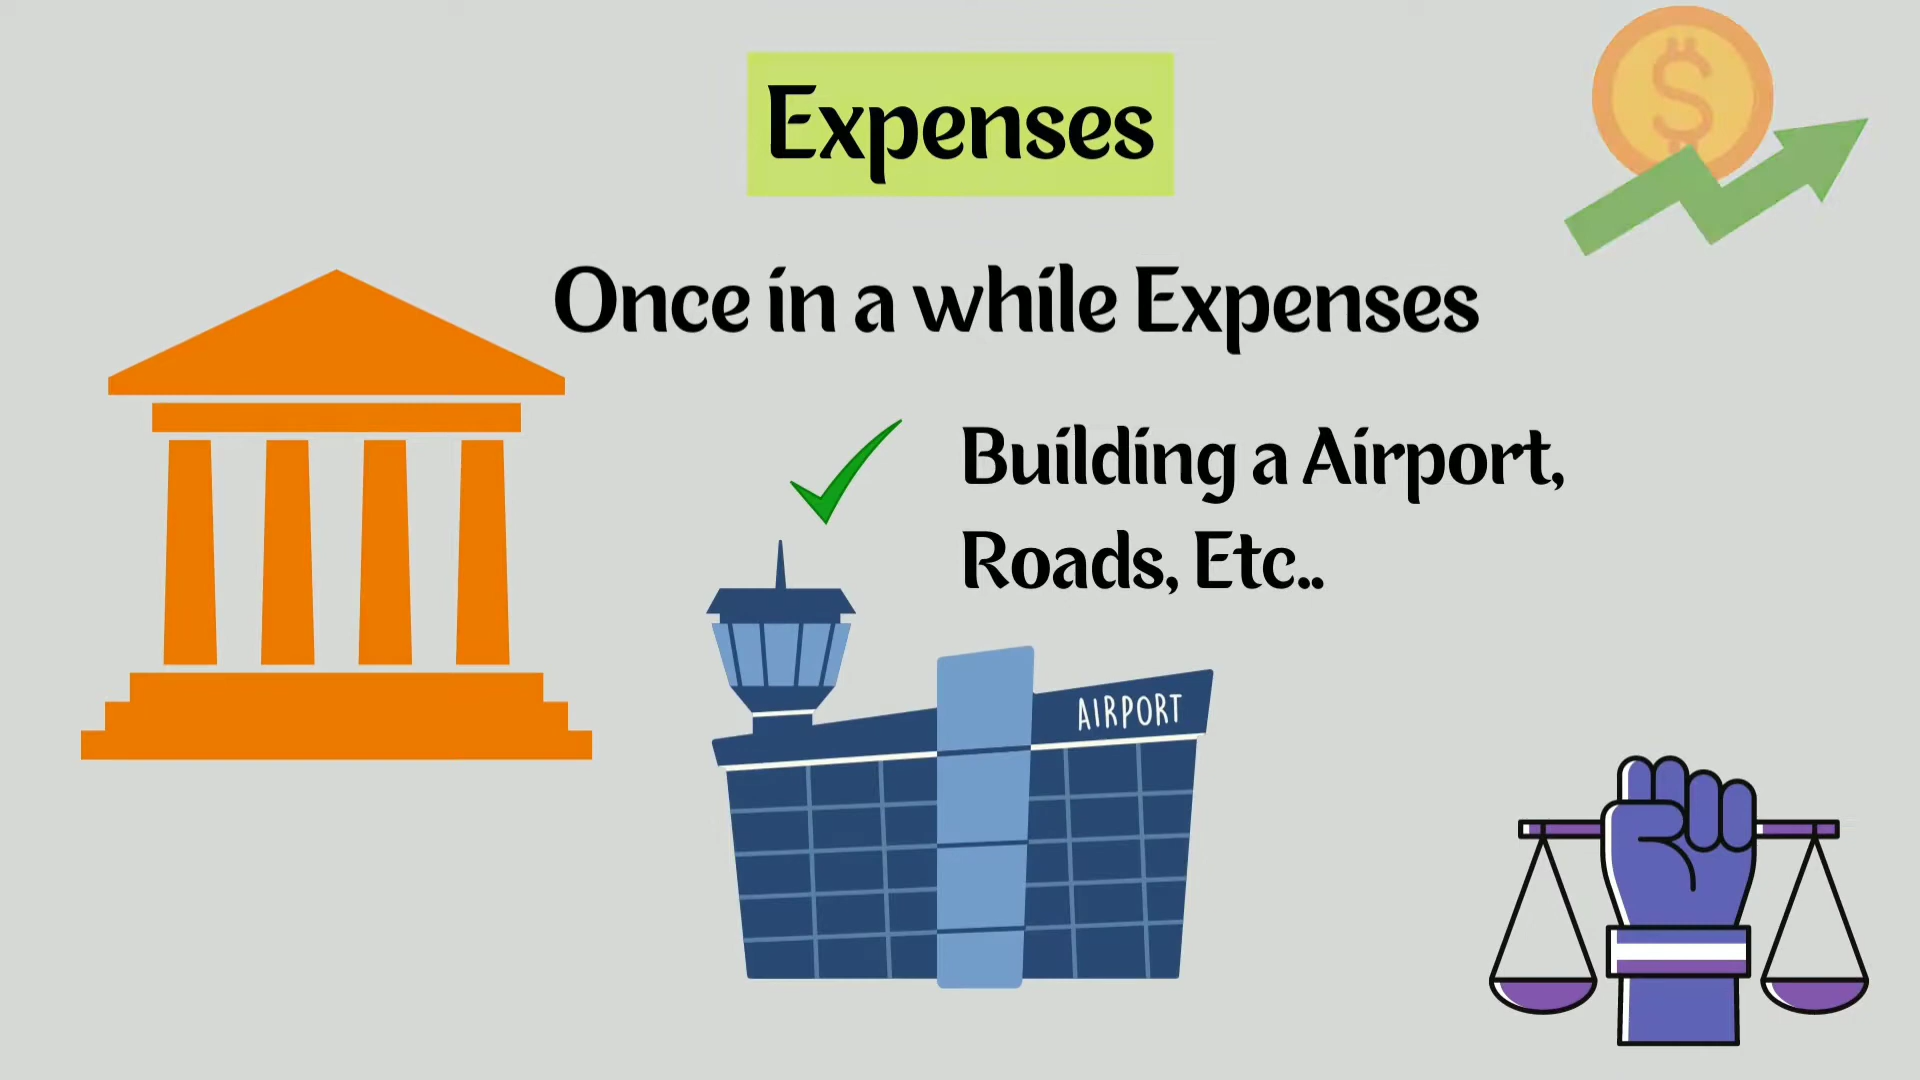 Expenses
Once in a while Expenses
Building a Airport,
Roads, Etc..
AIRPORT
$